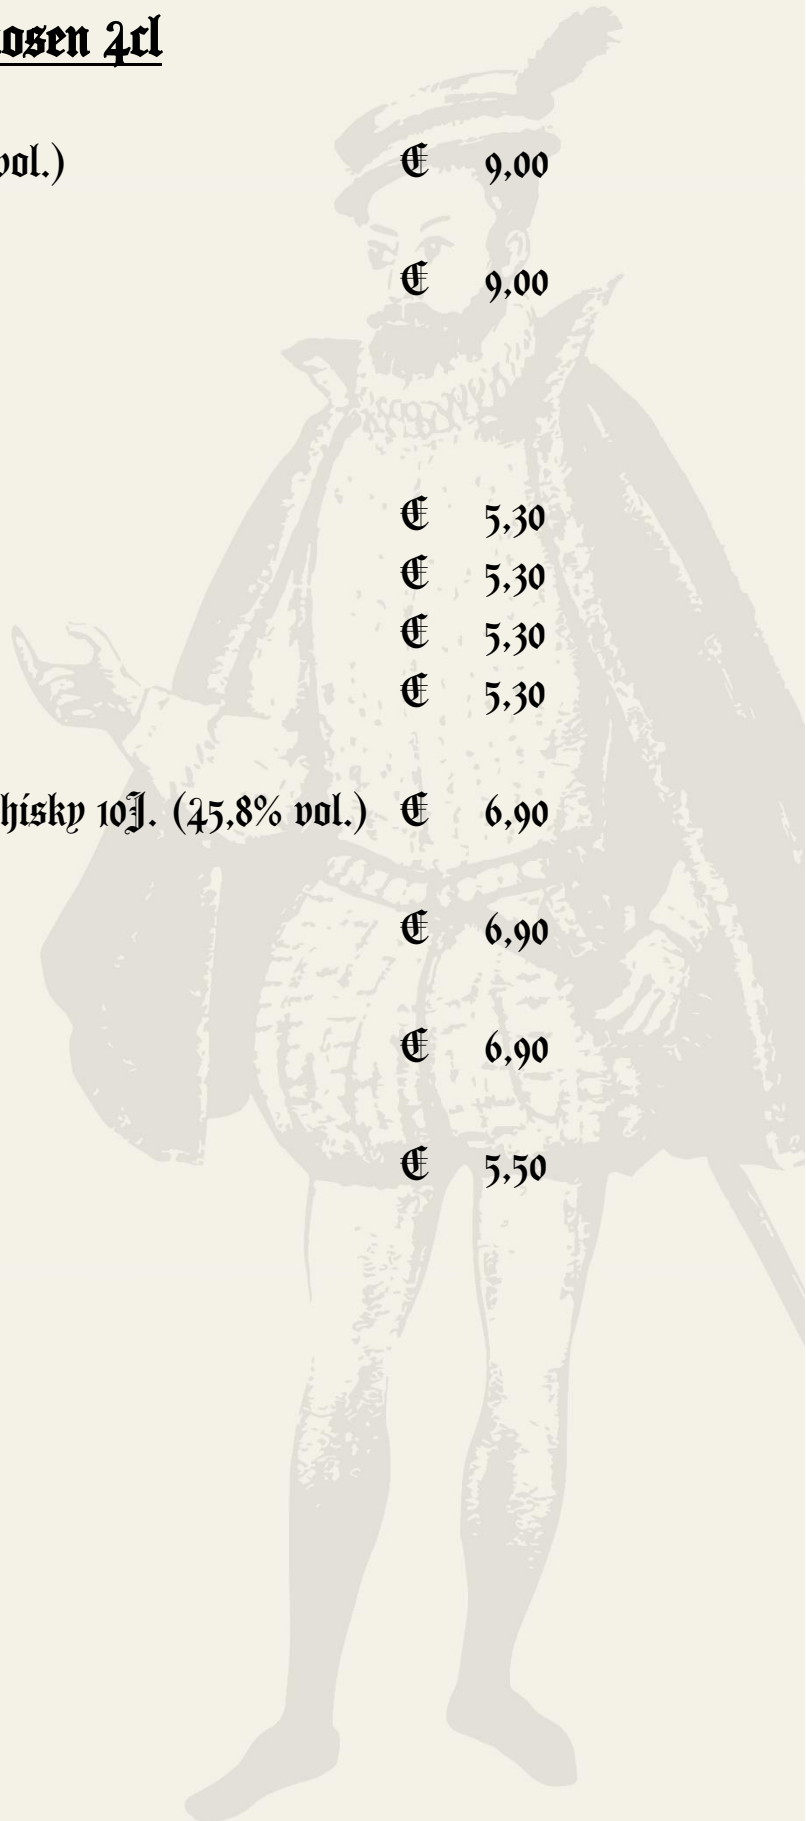 osen 4cl
vol.) € 9,00
€ 9,00
€ 5,30
€ 5,30
€ 5,30
€ 5,30
hisky 10J. (45,8% vol.) € 6,90
€ 6,90
€ 6,90
€ 5,50